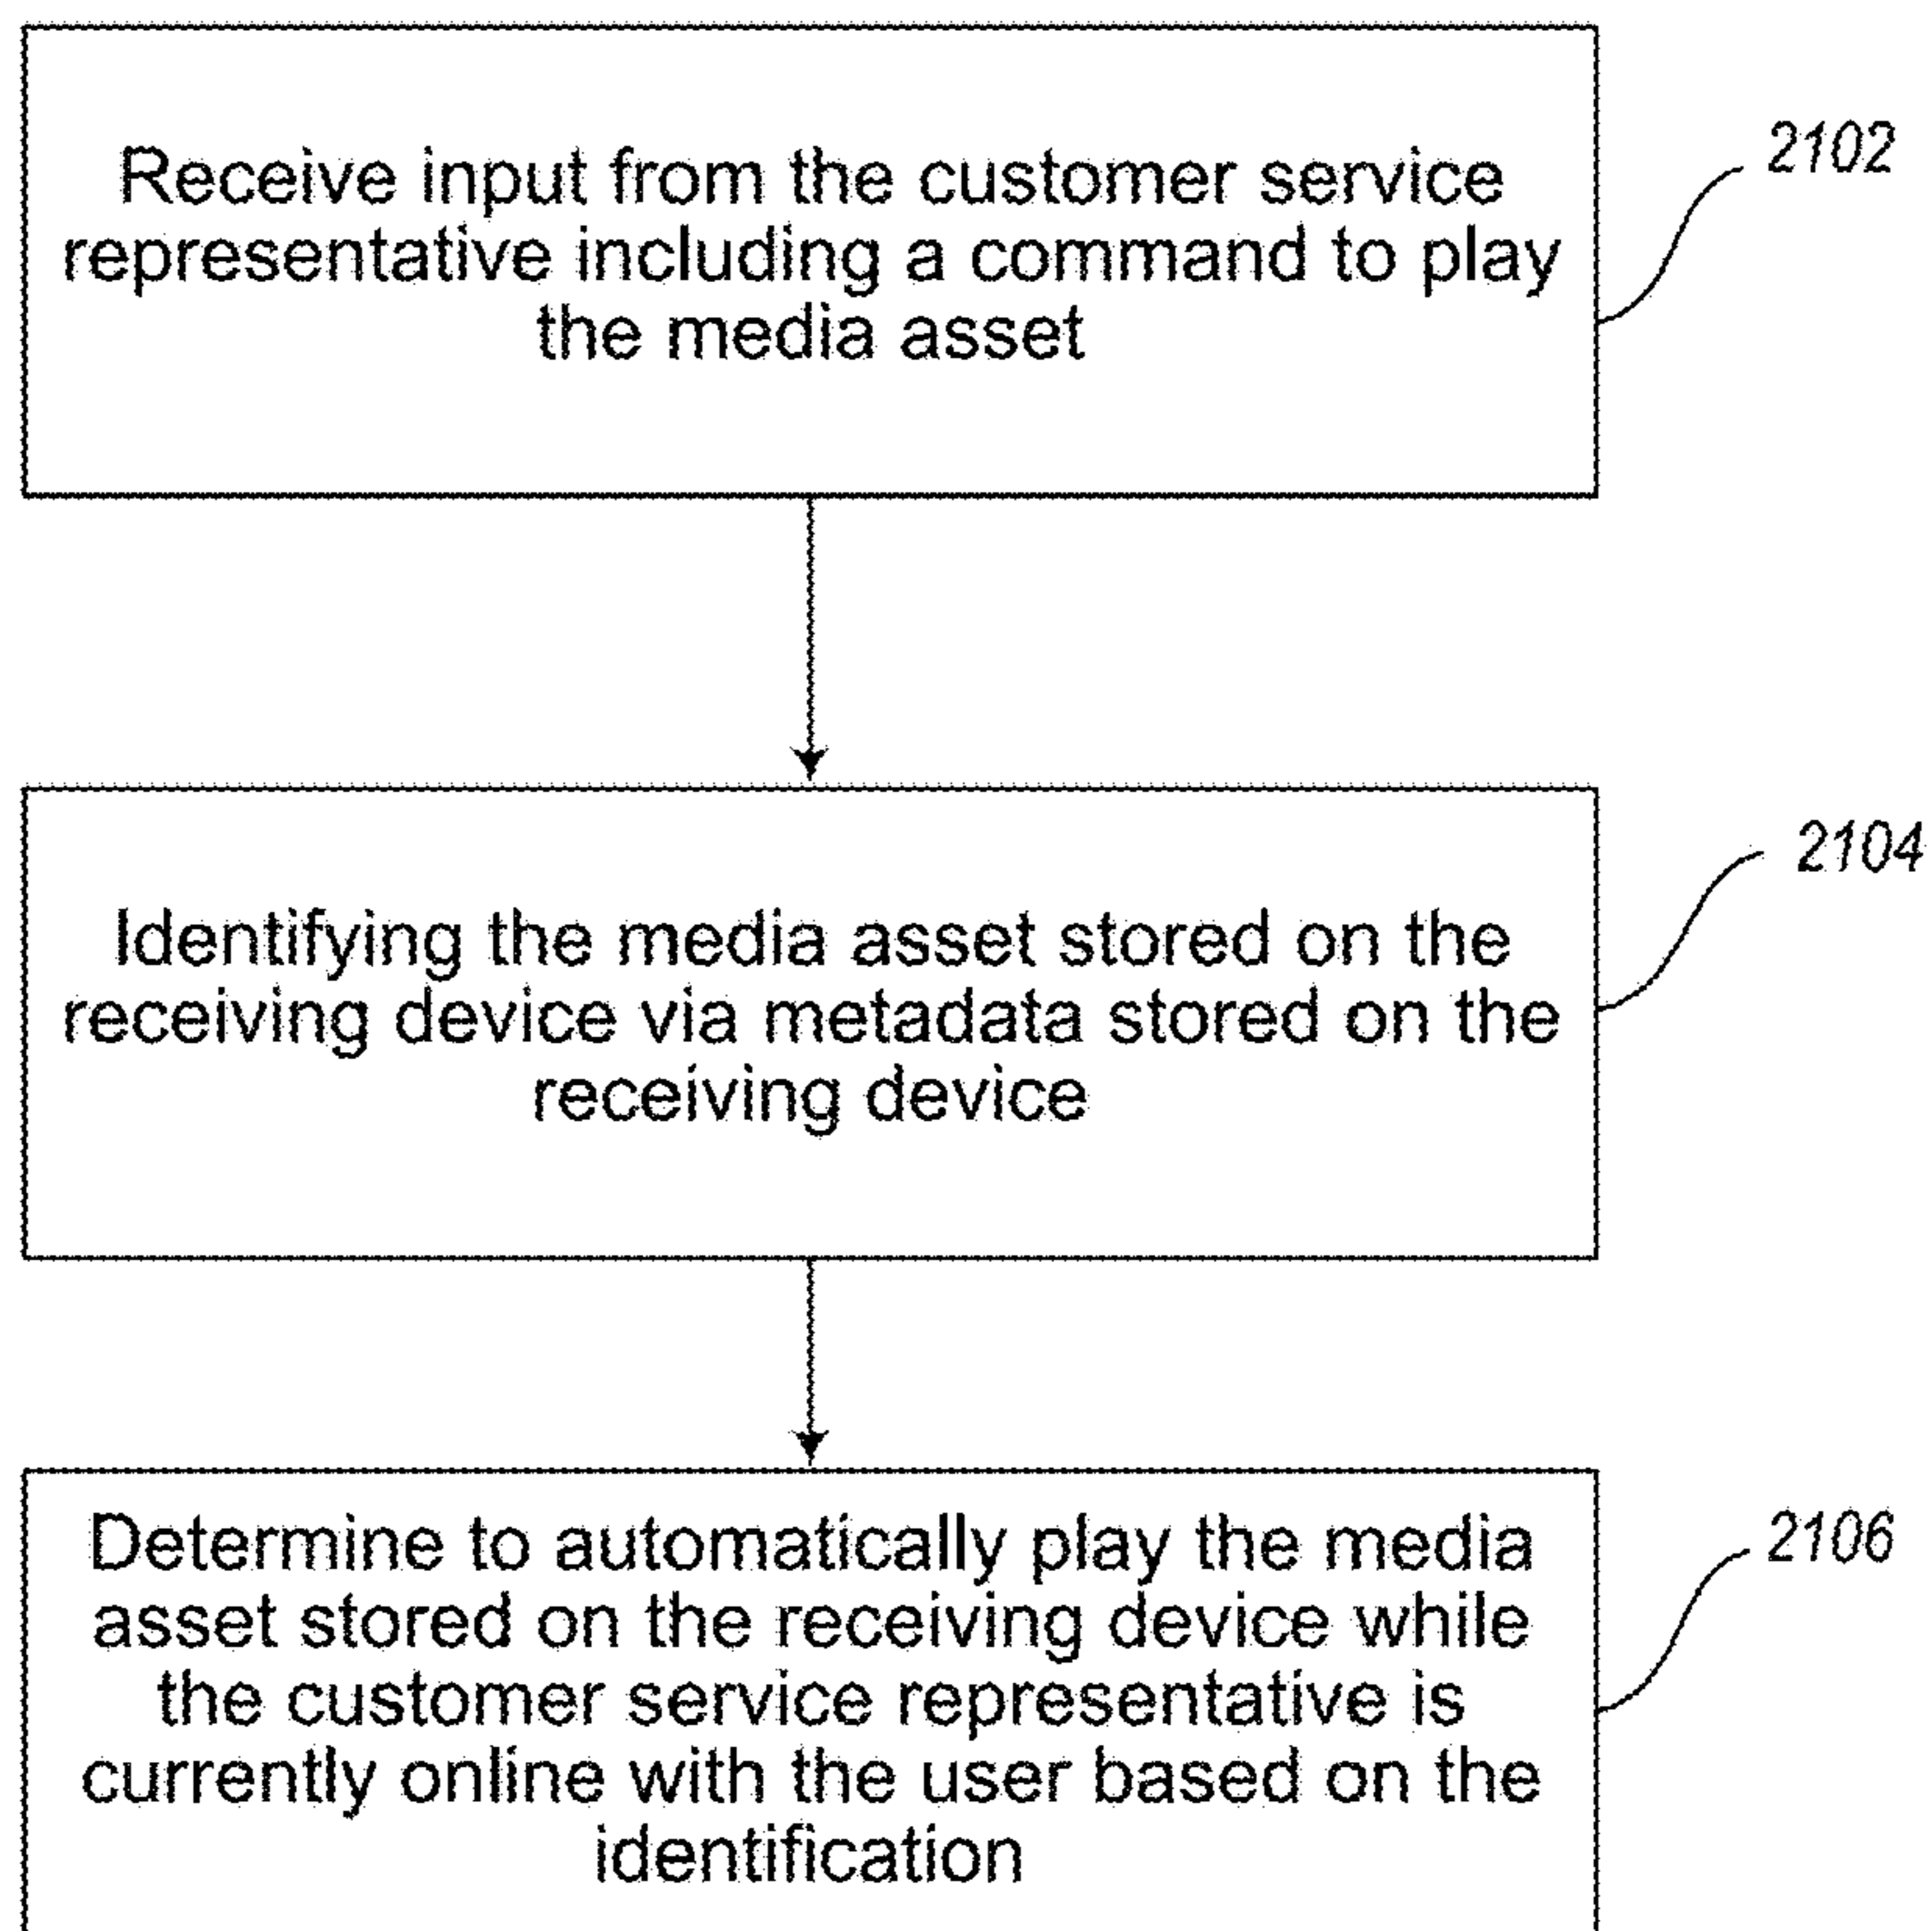 Receive input from the customer service
representative including a command to play
the media asset
2102
Identifying the media asset stored on the
receiving device via metadata stored on the
receiving device
2104
Determine to automatically play the media
asset stored on the receiving device while
the customer service representative is
currently online with the user based on the
identification
2106